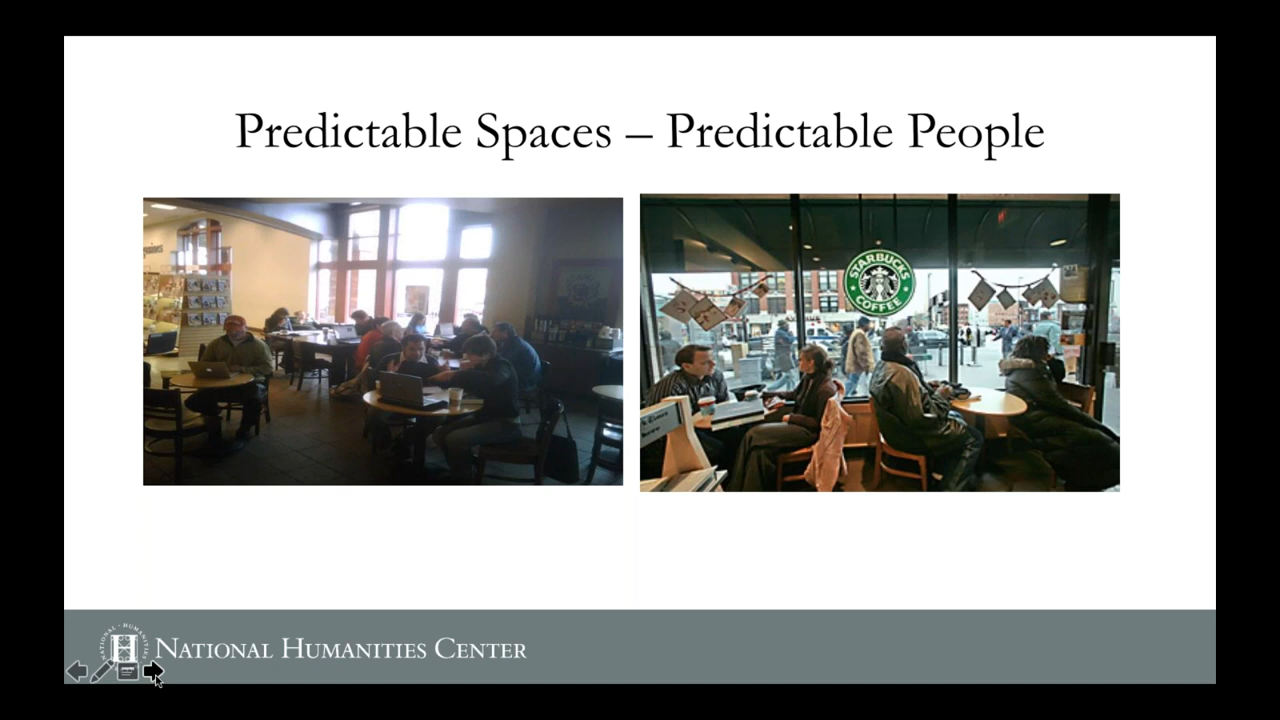 Predictable Spaces – Predictable People
STARBUCKS
COFFEE
NATIONAL HUMANITIES CENTER